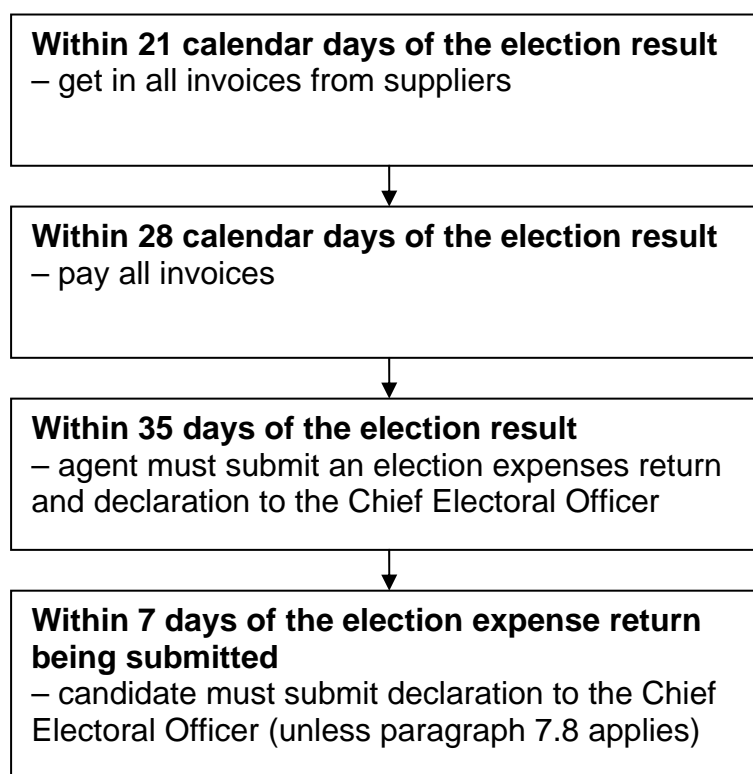 Within 21 calendar days of the election result
– get in all invoices from suppliers
Within 28 calendar days of the election result
– pay all invoices
Within 35 days of the election result
– agent must submit an election expenses return
and declaration to the Chief Electoral Officer
Within 7 days of the election expense return
being submitted
– candidate must submit declaration to the Chief
Electoral Officer (unless paragraph 7.8 applies)